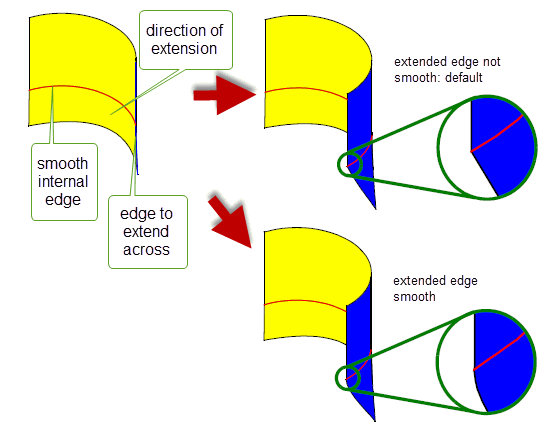 direction of
extension
extended edge not
smooth: default
smooth
internal
edge
edge to
extend
across
extended edge
smooth